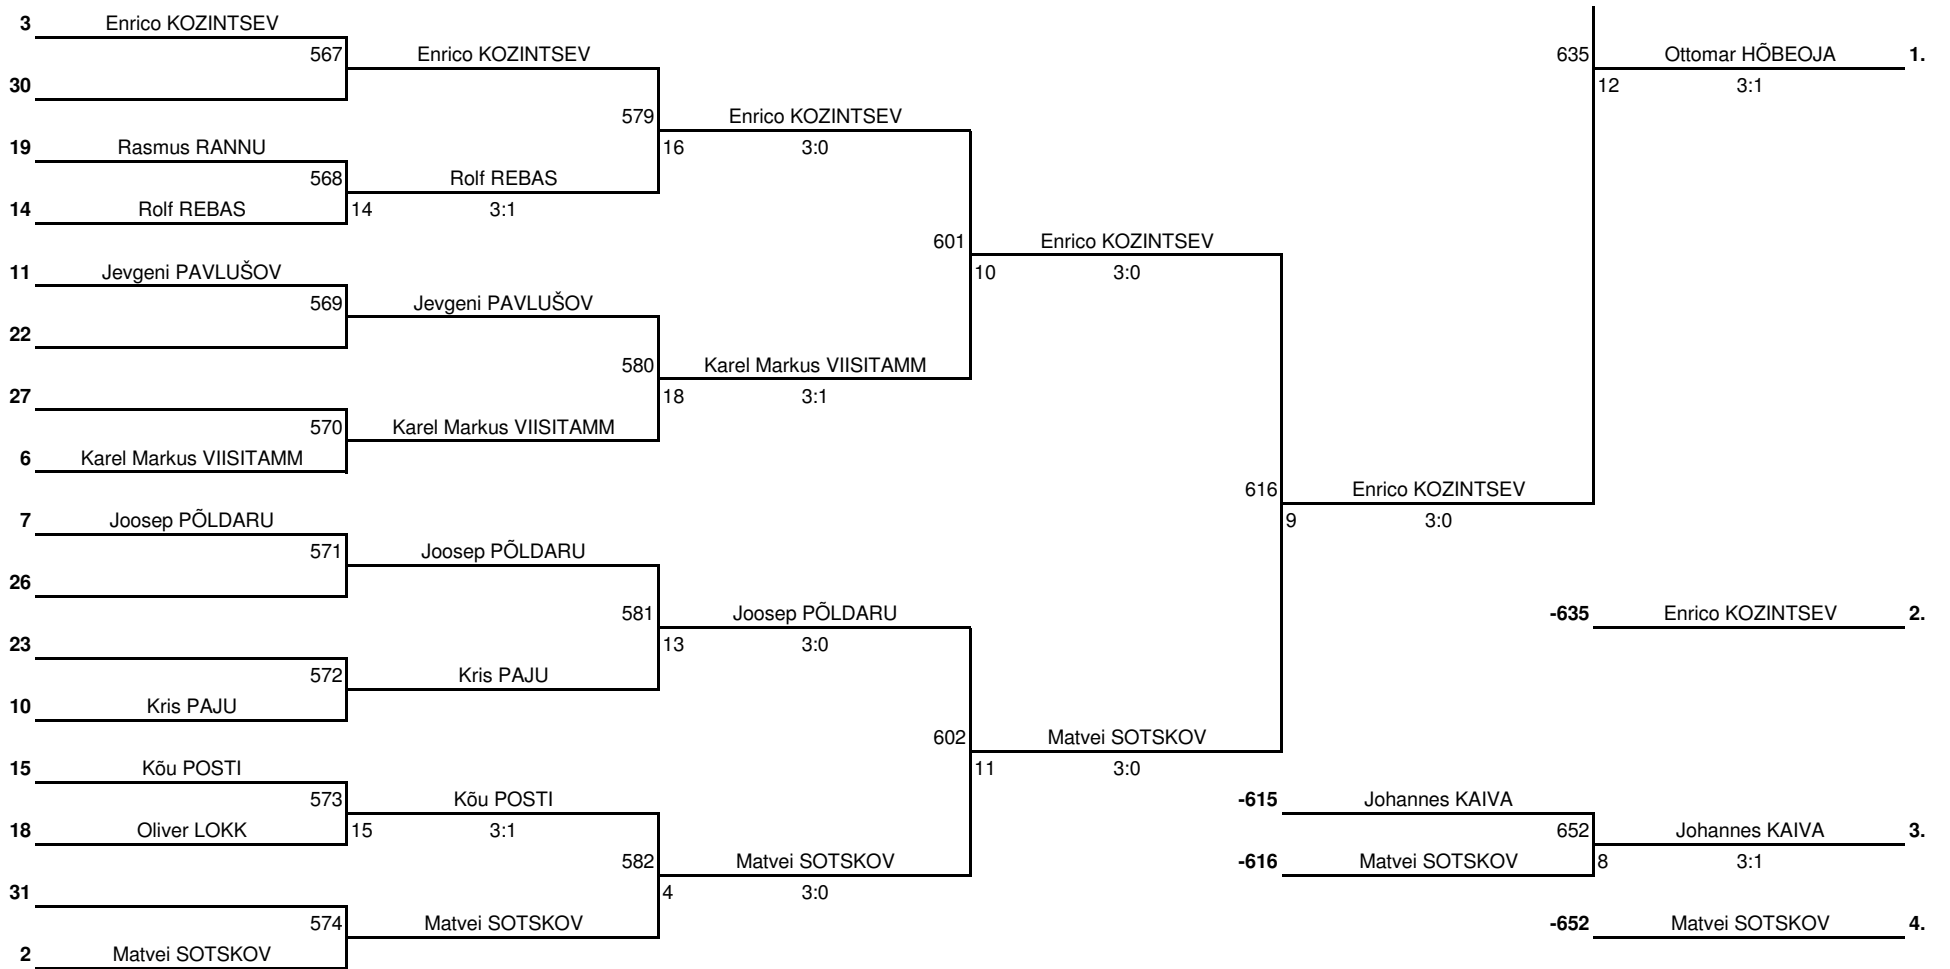 3 Enrico KOZINTSEV
567 Enrico KOZINTSEV 635 Ottomar HÕBEOJA 1.
30 12 3:1
579 Enrico KOZINTSEV
19 Rasmus RANNU 16 3:0
568 Rolf REBAS
14 Rolf REBAS 14 3:1
601 Enrico KOZINTSEV
11 Jevgeni PAVLUŠOV 10 3:0
569 Jevgeni PAVLUŠOV
22
580 Karel Markus VIISITAMM
27 18 3:1
570 Karel Markus VIISITAMM
6 Karel Markus VIISITAMM
616 Enrico KOZINTSEV
7 Joosep PÕLDARU 9 3:0
571 Joosep PÕLDARU
26
581 Joosep PÕLDARU -635 Enrico KOZINTSEV 2.
23 13 3:0
572 Kris PAJU
10 Kris PAJU
602 Matvei SOTSKOV
15 Kõu POSTI 11 3:0
573 Kõu POSTI -615 Johannes KAIVA
18 Oliver LOKK 15 3:1 652 Johannes KAIVA 3.
582 Matvei SOTSKOV -616 Matvei SOTSKOV 8 3:1
31 4 3:0
574 Matvei SOTSKOV -652 Matvei SOTSKOV 4.
2 Matvei SOTSKOV